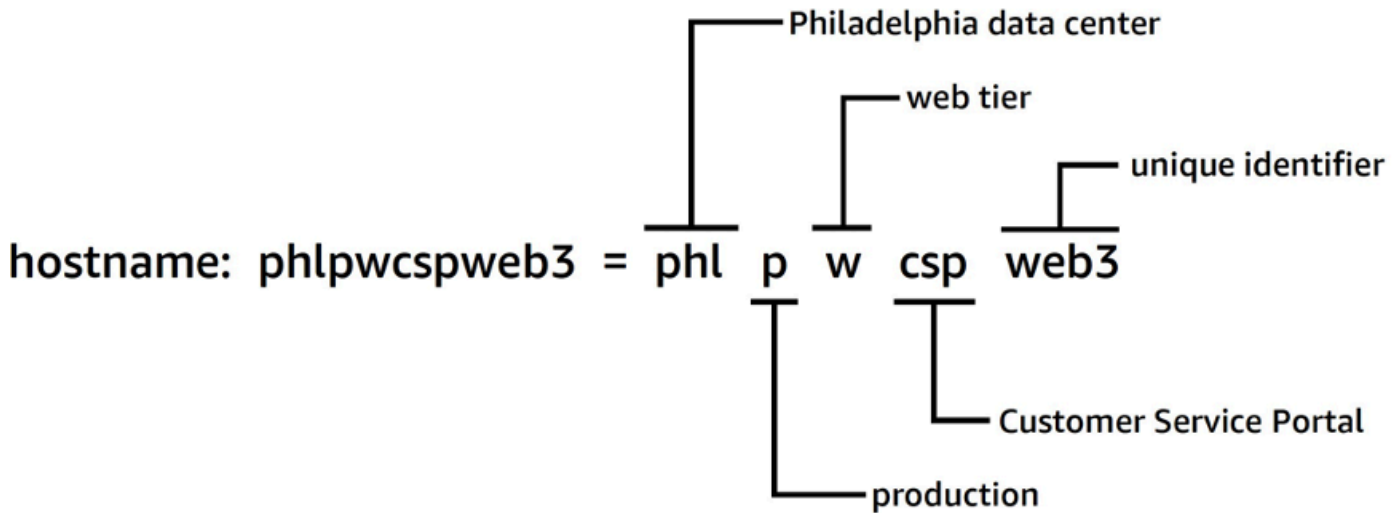 Philadelphia data center
web tier
unique identifier
hostname: phlpwcspweb3 = phl p w csp web3
Customer Service Portal
production